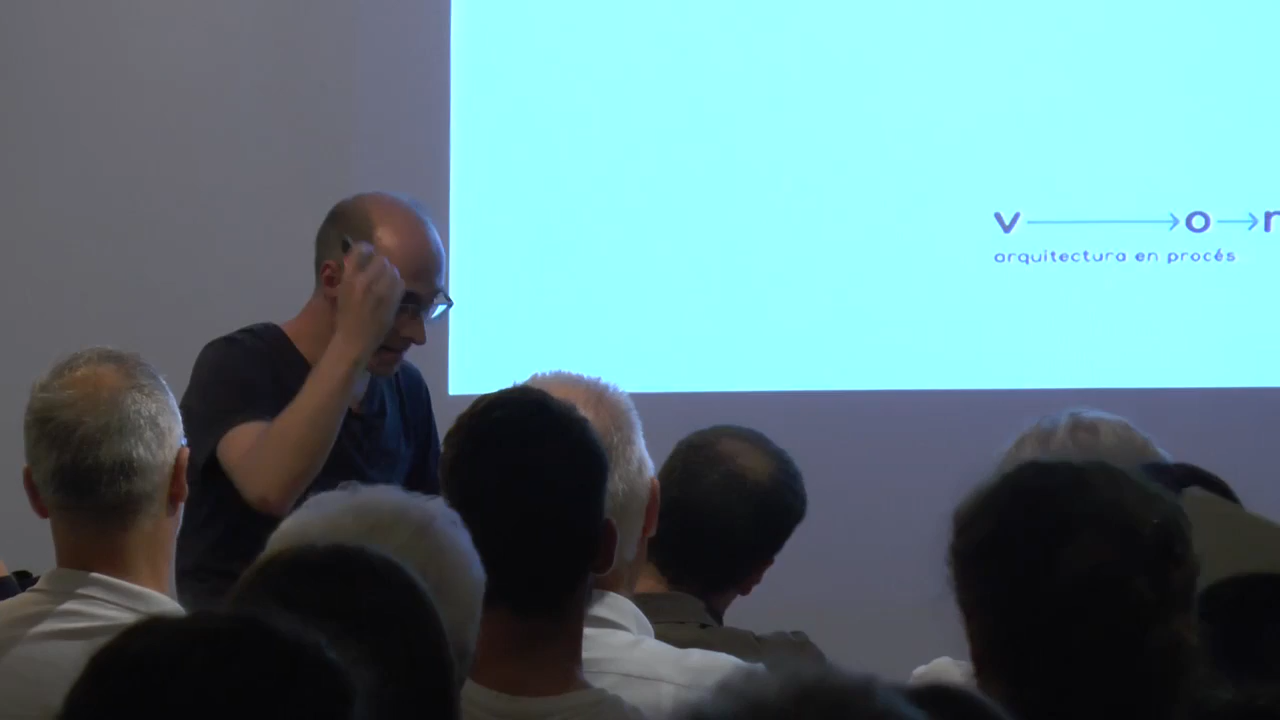 v → o → r
arquitectura en procés